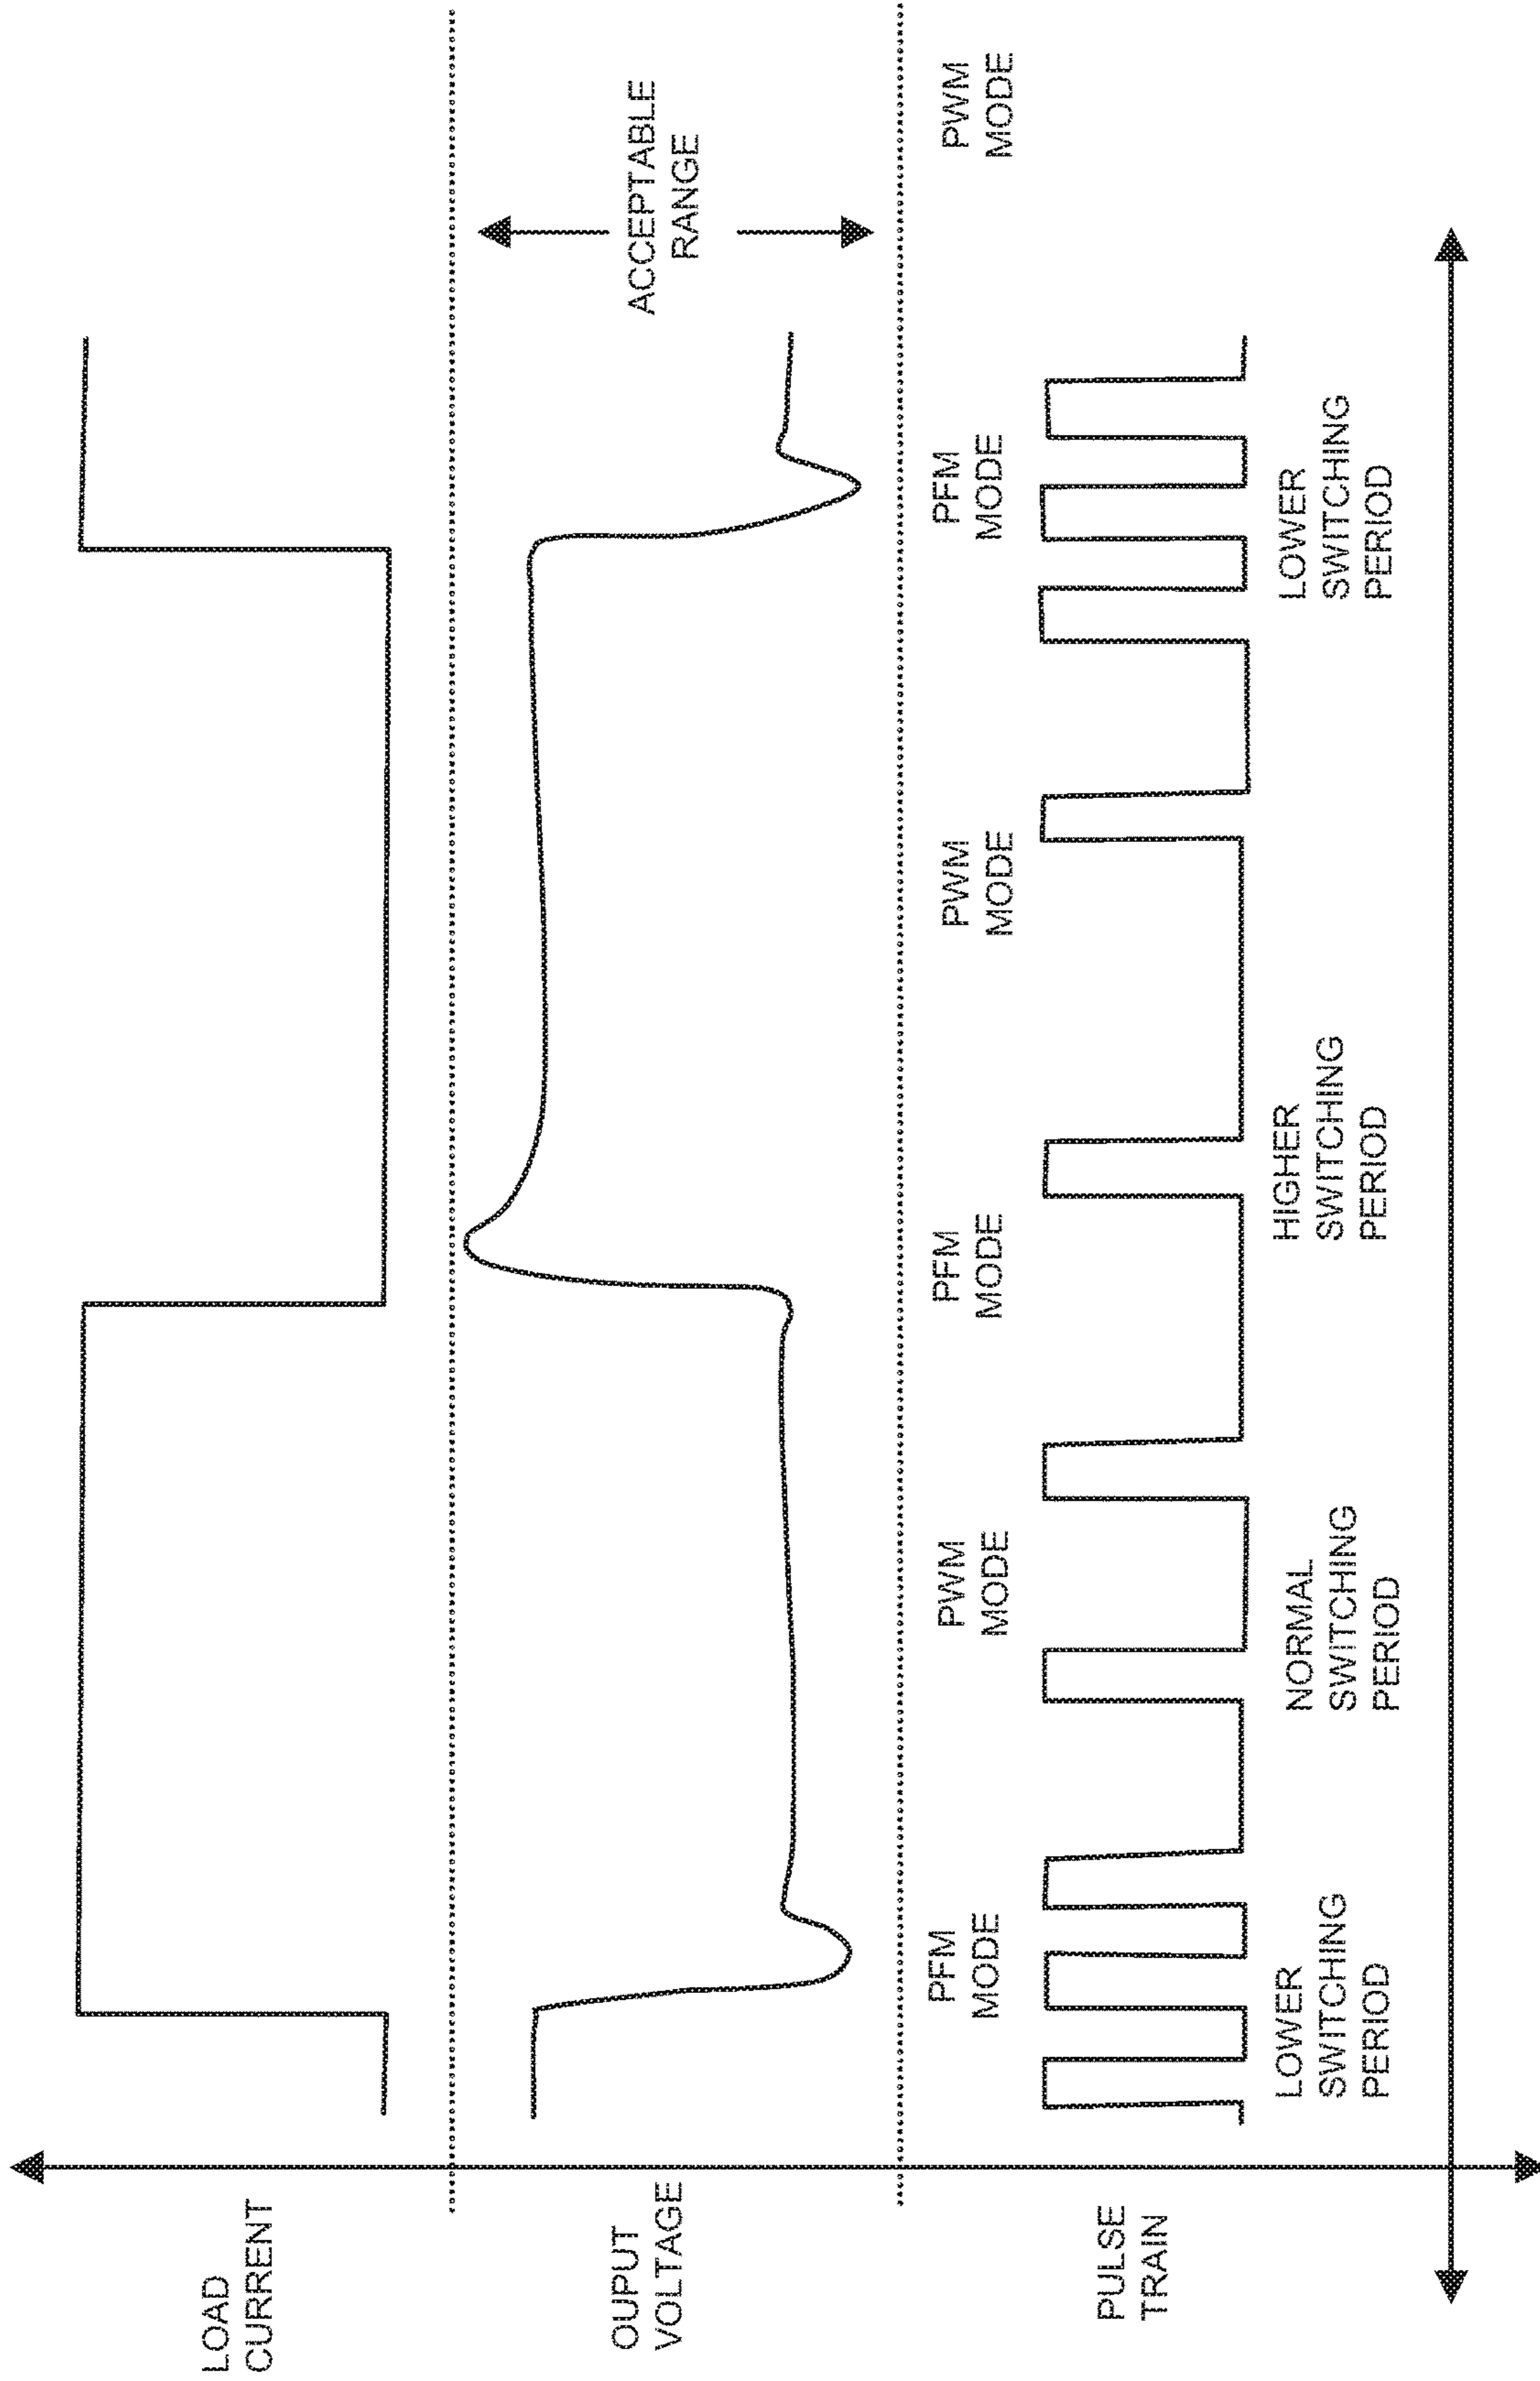 LOAD
CURRENT
OUPUT
VOLTAGE
ACCEPTABLE
RANGE
PULSE
TRAIN
PFM
MODE
PWM
MODE
PFM
MODE
PWM
MODE
PFM
MODE
PWM
MODE
LOWER
SWITCHING
PERIOD
NORMAL
SWITCHING
PERIOD
HIGHER
SWITCHING
PERIOD
LOWER
SWITCHING
PERIOD